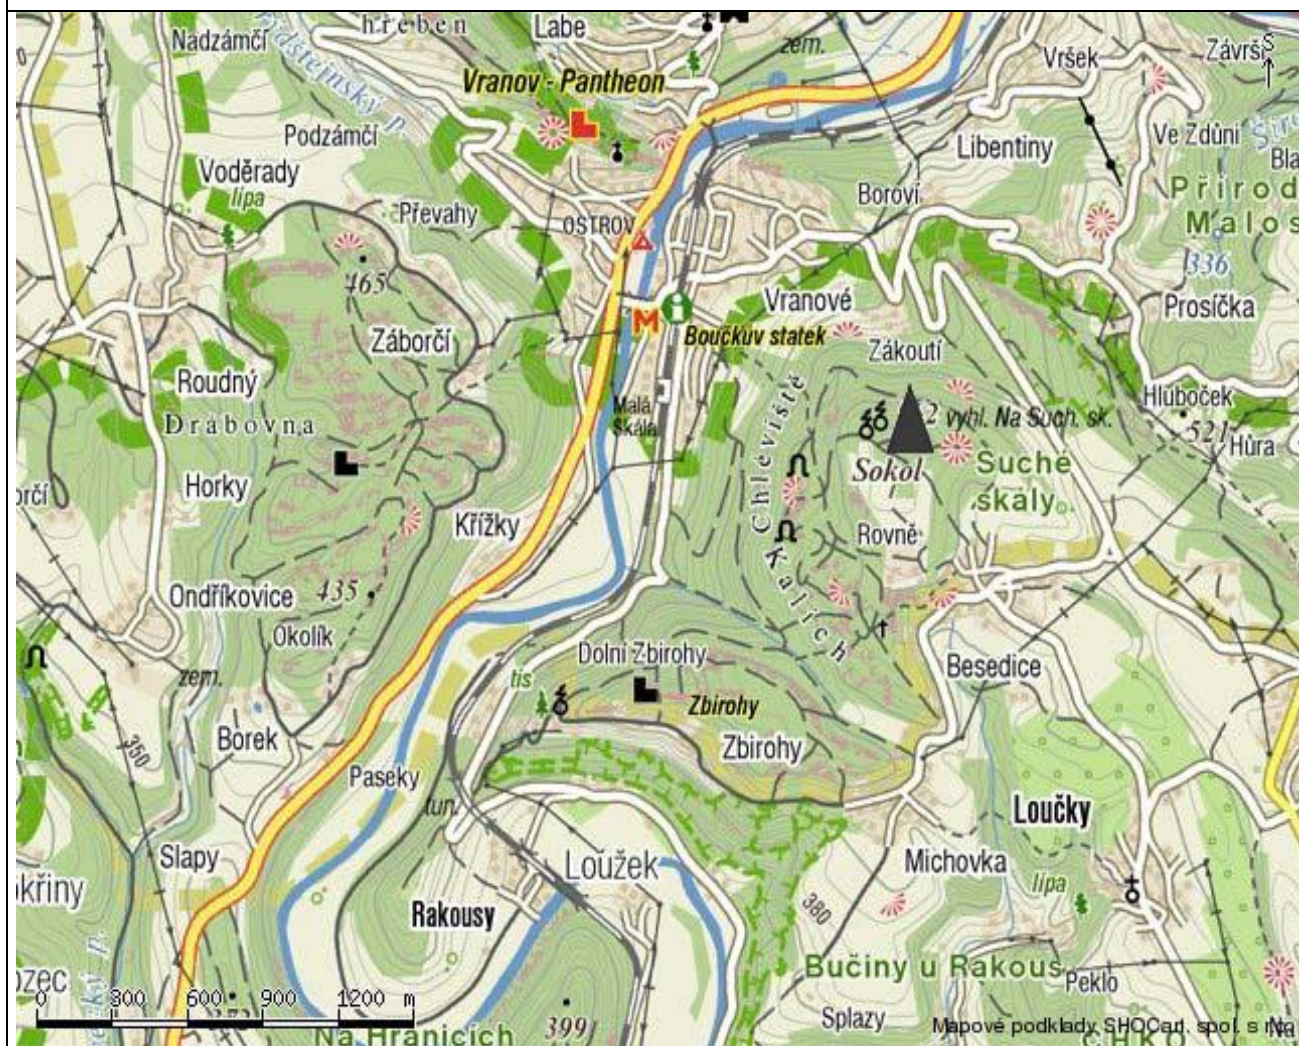 Nadzámčí
hřeben
Labe
zem.
Vršek
Závrší
S
Vranov - Pantheon
Podzámčí
Voděrady
lípa
Převahy
OSTROV
Libentiny
Ve Zdůni
Boroví
Přírod
Malos
336
465
Vranové
Prosíčka
M
i
Boučkův statek
Záborčí
Zákoutí
Roudný
Drábovna
Malá
Skála
Chleviště
2 vyhl. Na Such. sk.
Hluboček
521
Hůra
Sokol
Suché
skály
Horky
Křížky
Rovně
Kalich
Ondříkovice
435
Okolík
zem.
Dolní Zbirohy
tis
Zbirohy
Besedice
Borek
350
Zbirohy
Paseky
tun.
Loučky
Slapy
Loužek
Michovka
lípa
Rakousy
380
Bučiny u Rakous
Peklo
0 300 600 900 1200 m
Na Hranicích
399
Splazy
Mapové podklady SHOCart. spol. s r.o.
CHKO